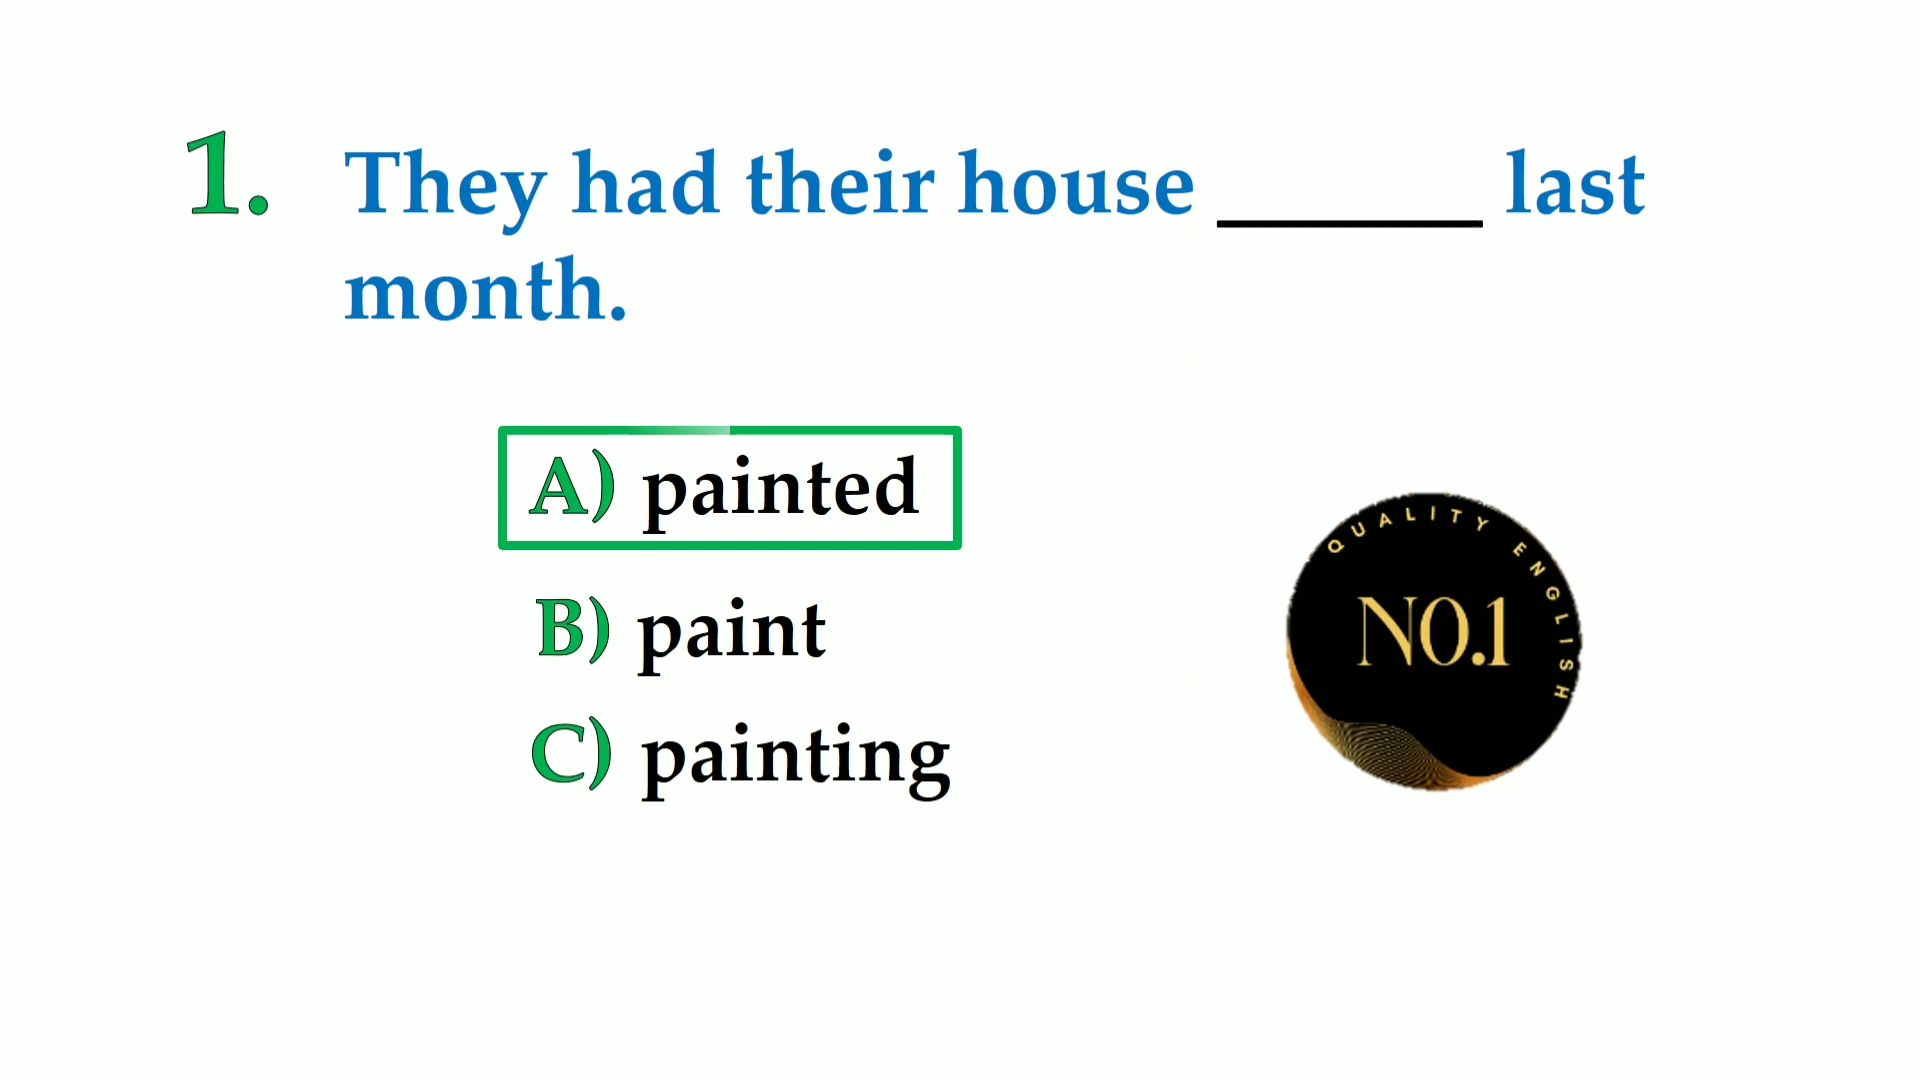 1. They had their house ______ last
month.
A) painted
B) paint
C) painting
QUALITY ENGLISH
NO.1